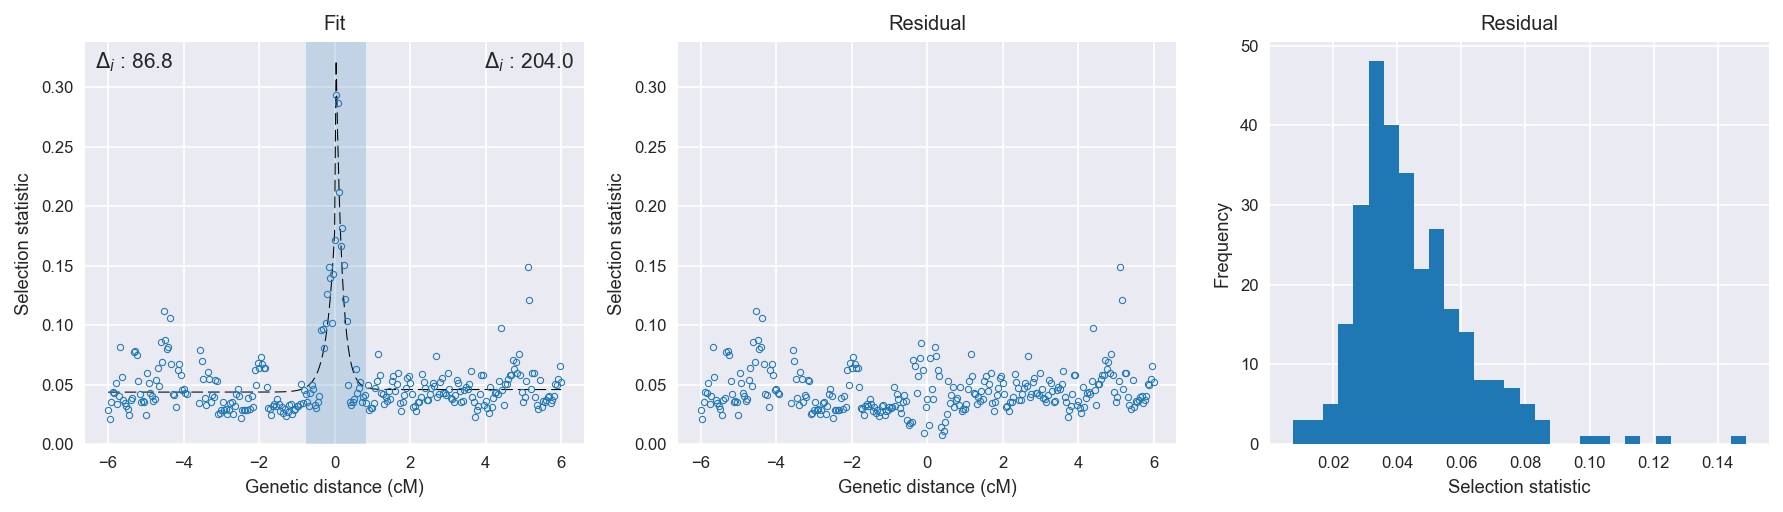 Fit
Δi : 86.8
Δi : 204.0
Selection statistic
0.30
0.25
0.20
0.15
0.10
0.05
0.00
−6 −4 −2 0 2 4 6
Genetic distance (cM)
Residual
Selection statistic
0.30
0.25
0.20
0.15
0.10
0.05
0.00
−6 −4 −2 0 2 4 6
Genetic distance (cM)
Residual
Frequency
50
40
30
20
10
0
0.02 0.04 0.06 0.08 0.10 0.12 0.14
Selection statistic